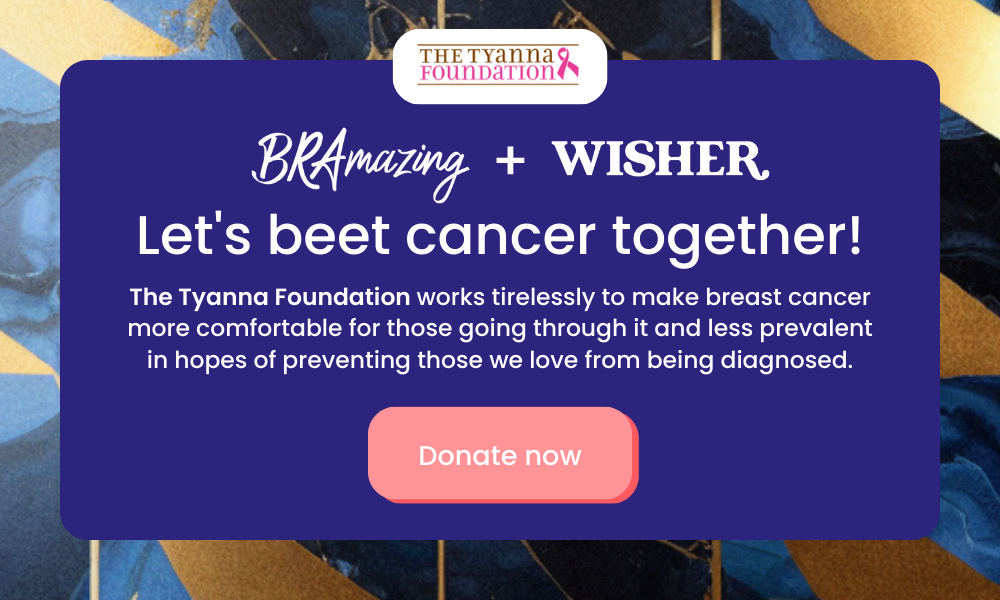 THE TYANNA
FOUNDATION
BRAmazing + WISHER
Let's beet cancer together!
The Tyanna Foundation works tirelessly to make breast cancer
more comfortable for those going through it and less prevalent
in hopes of preventing those we love from being diagnosed.
Donate now